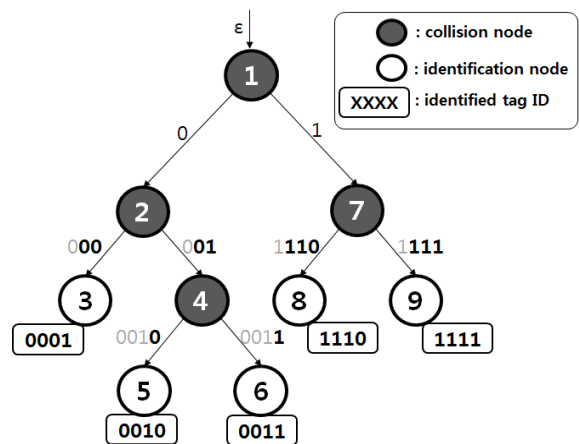 ε
: collision node
: identification node
XXXX : identified tag ID
1
0 1
2 7
000 001 1110 1111
3 4 8 9
0001 0010 0011 1110 1111
5 6
0010 0011